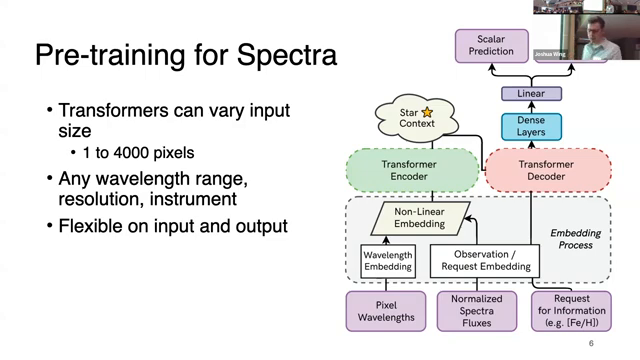 Pre-training for Spectra
• Transformers can vary input
size
• 1 to 4000 pixels
• Any wavelength range,
resolution, instrument
• Flexible on input and output
Joshua Wing
Scalar
Prediction
Linear
Dense
Layers
Star
Context
Transformer
Encoder
Transformer
Decoder
Non-Linear
Embedding
Embedding
Process
Wavelength
Embedding
Observation /
Request Embedding
Pixel
Wavelengths
Normalized
Spectra
Fluxes
Request
for Information
(e.g. [Fe/H])
6